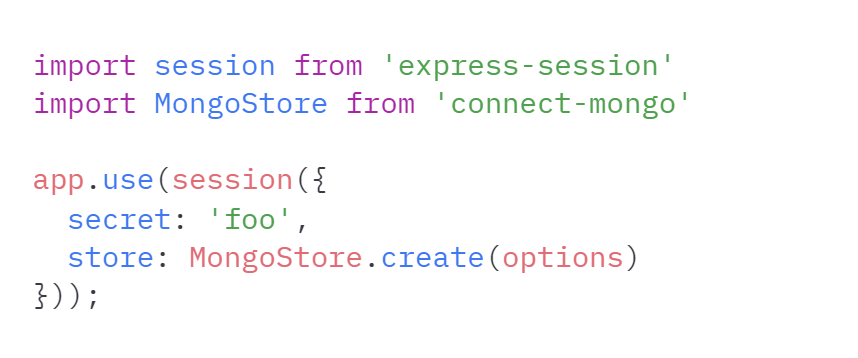 import session from 'express-session'
import MongoStore from 'connect-mongo'

app.use(session({
  secret: 'foo',
  store: MongoStore.create(options)
}));